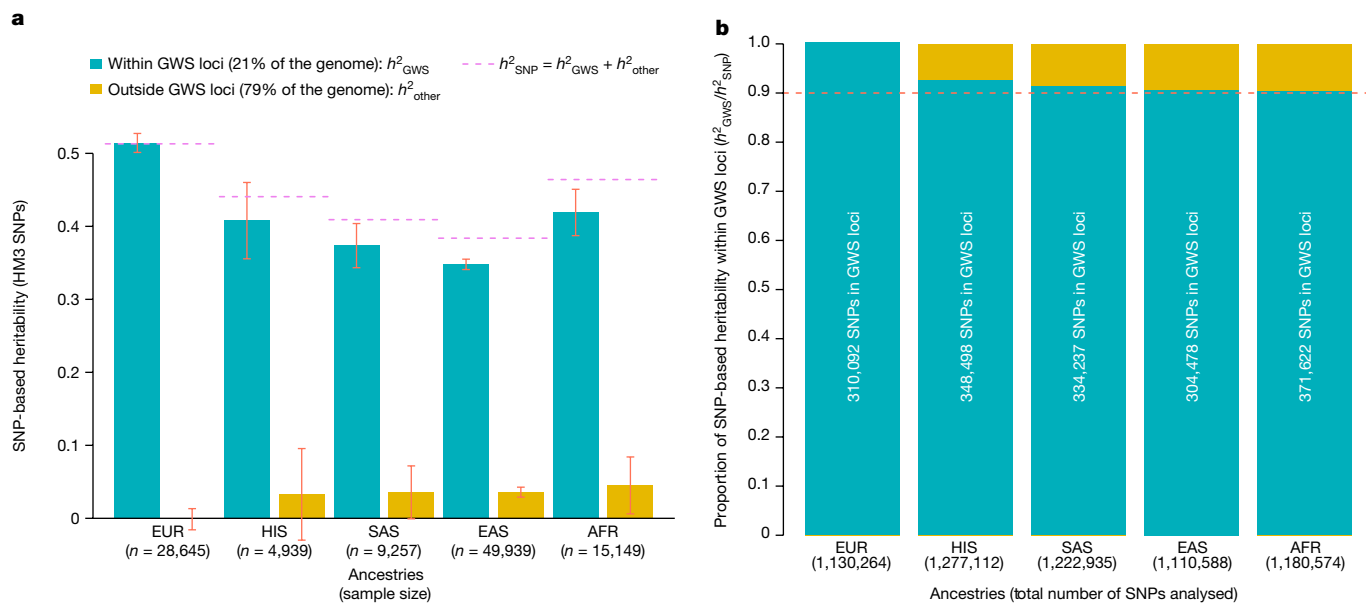 a
Within GWS loci (21% of the genome): h²GWS
Outside GWS loci (79% of the genome): h²other
h²SNP = h²GWS + h²other
SNP-based heritability (HM3 SNPs)
0.5
0.4
0.3
0.2
0.1
0
EUR
(n = 28,645)
HIS
(n = 4,939)
SAS
(n = 9,257)
EAS
(n = 49,939)
AFR
(n = 15,149)
Ancestries
(sample size)
b
Proportion of SNP-based heritability within GWS loci (h²GWS/h²SNP)
1.0
0.9
0.8
0.7
0.6
0.5
0.4
0.3
0.2
0.1
0
310,092 SNPs in GWS loci
348,498 SNPs in GWS loci
334,237 SNPs in GWS loci
304,478 SNPs in GWS loci
371,622 SNPs in GWS loci
EUR
(1,130,264)
HIS
(1,277,112)
SAS
(1,222,935)
EAS
(1,110,588)
AFR
(1,180,574)
Ancestries (total number of SNPs analysed)